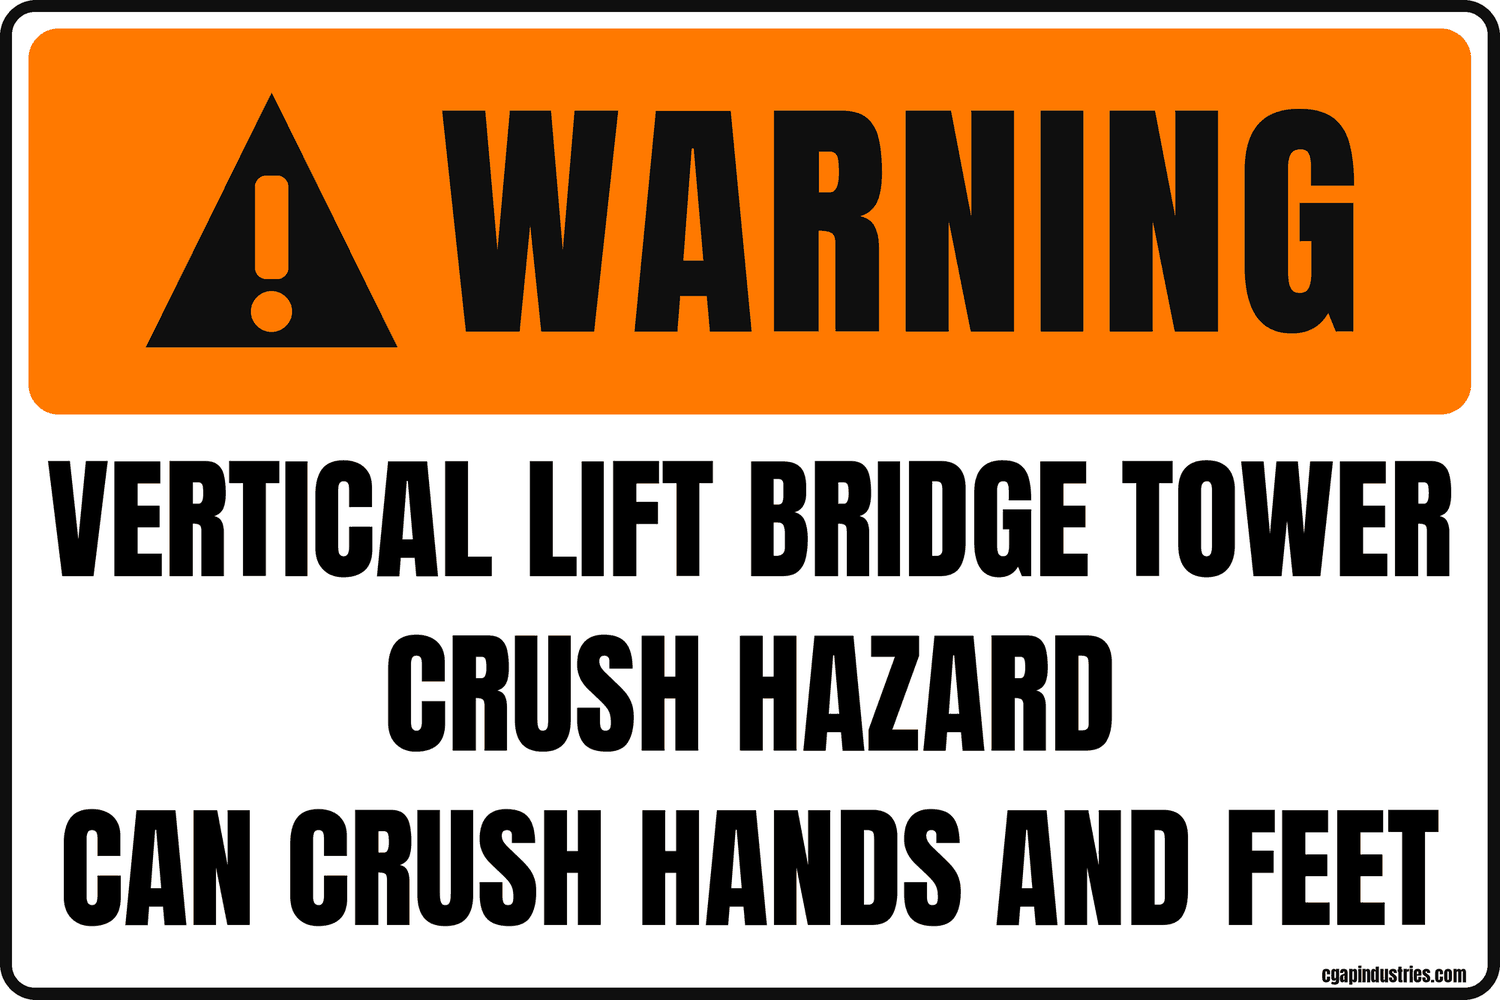 WARNING
VERTICAL LIFT BRIDGE TOWER
CRUSH HAZARD
CAN CRUSH HANDS AND FEET
cgapindustries.com